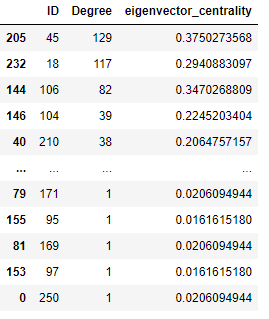 ID Degree eigenvector_centrality
205 45 129 0.3750273568
232 18 117 0.2940883097
144 106 82 0.3470268809
146 104 39 0.2245203404
40 210 38 0.2064757157
... ... ... ...
79 171 1 0.0206094944
155 95 1 0.0161615180
81 169 1 0.0206094944
153 97 1 0.0161615180
0 250 1 0.0206094944